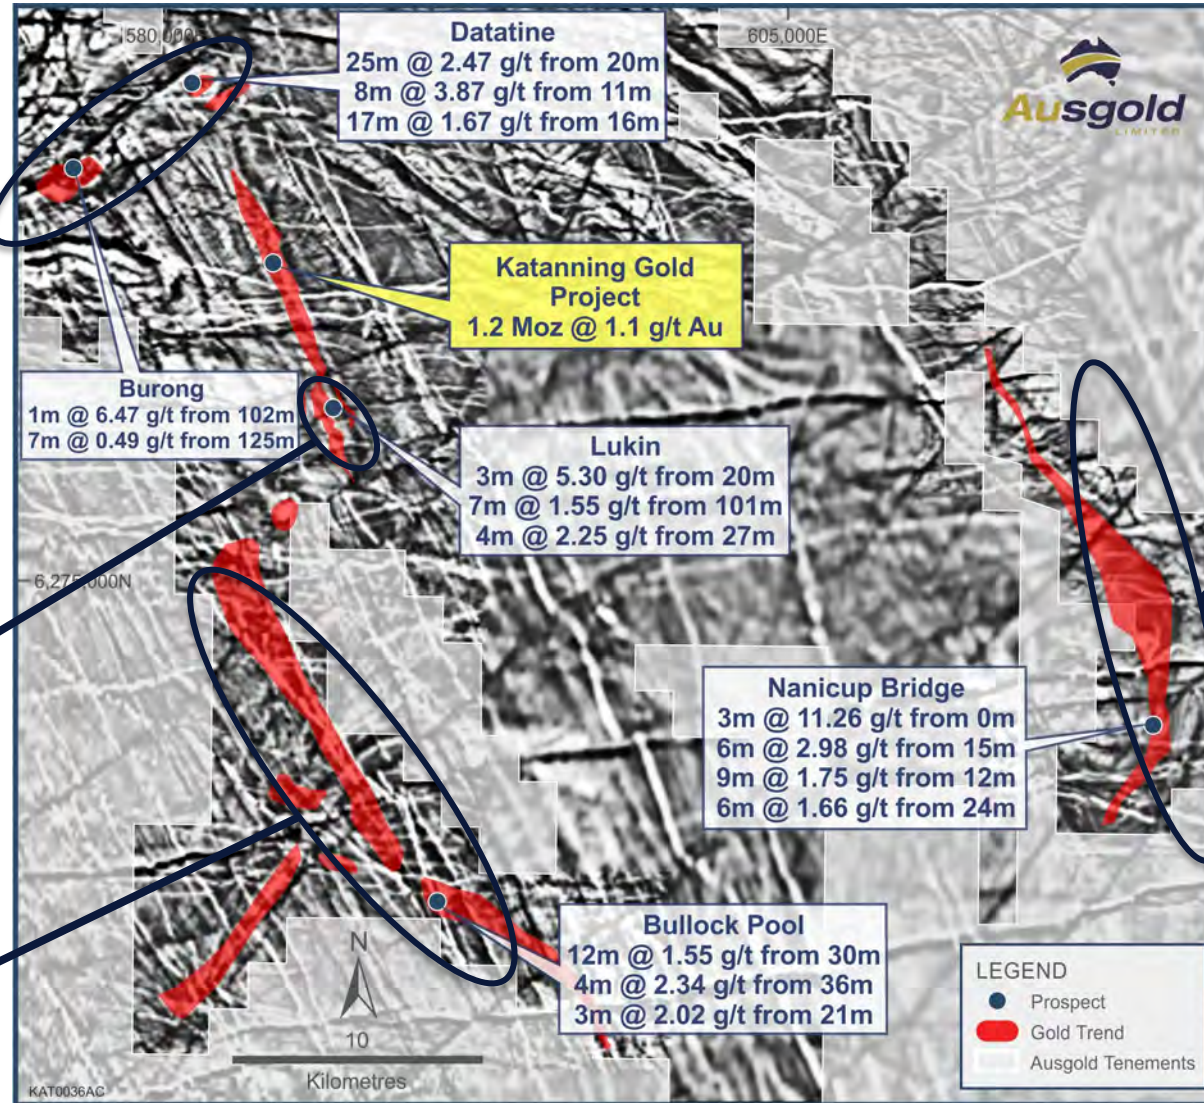 580,000E
605,000E
Datatine
25m @ 2.47 g/t from 20m
8m @ 3.87 g/t from 11m
17m @ 1.67 g/t from 16m
Ausgold
LIMITED
Katanning Gold
Project
1.2 Moz @ 1.1 g/t Au
Burong
1m @ 6.47 g/t from 102m
7m @ 0.49 g/t from 125m
Lukin
3m @ 5.30 g/t from 20m
7m @ 1.55 g/t from 101m
4m @ 2.25 g/t from 27m
6,275,000N
Nanicup Bridge
3m @ 11.26 g/t from 0m
6m @ 2.98 g/t from 15m
9m @ 1.75 g/t from 12m
6m @ 1.66 g/t from 24m
Bullock Pool
12m @ 1.55 g/t from 30m
4m @ 2.34 g/t from 36m
3m @ 2.02 g/t from 21m
N
10
Kilometres
KAT0036AC
LEGEND
Prospect
Gold Trend
Ausgold Tenements